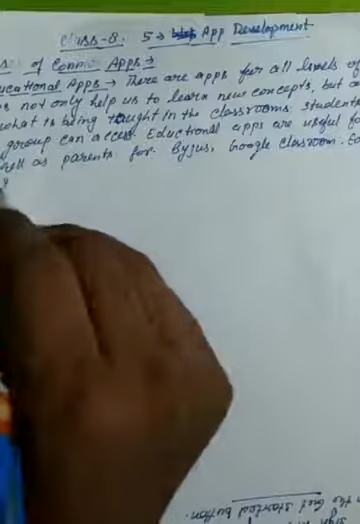 Class-8. 5→ App Development
of Common Apps→
Educational Apps→ There are apps for all levels of
not only help us to learn new concepts, but a
what is being taught in the classrooms. Students
group can access. Eductional apps are useful fo
well as parents for. Byjus, Google Classroom.
the Get started button.